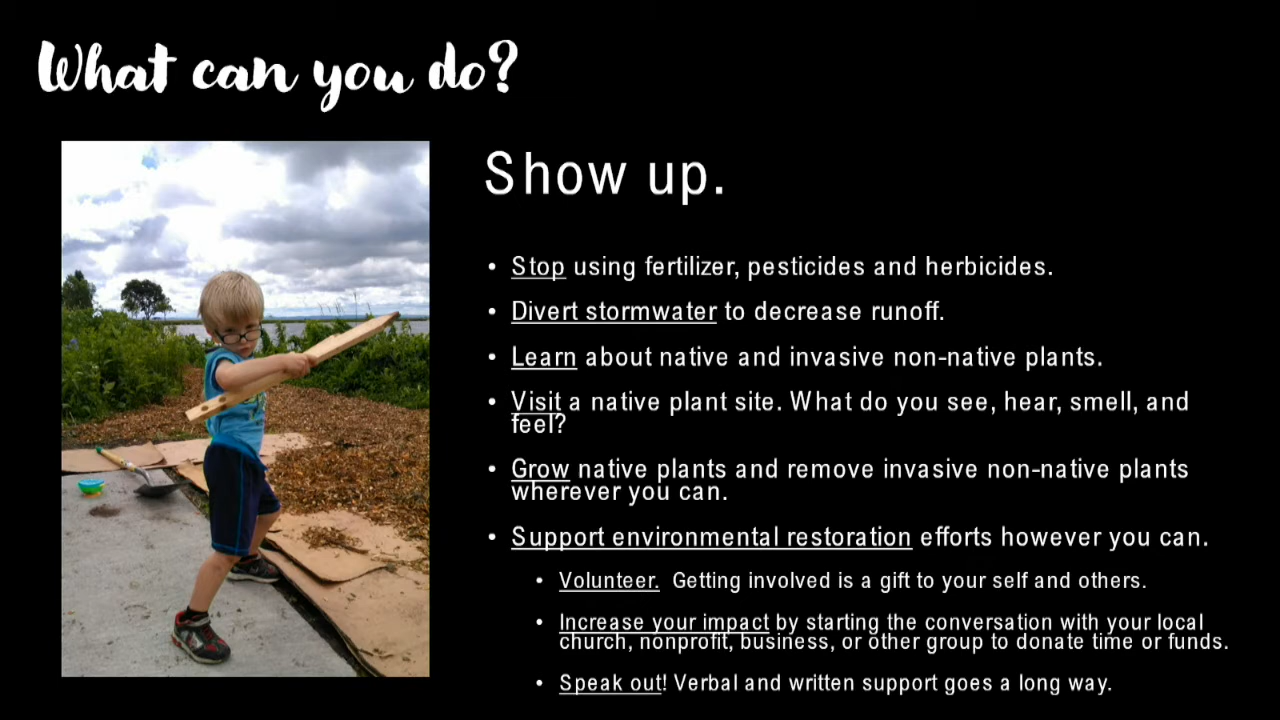 What can you do?
Show up.
• Stop using fertilizer, pesticides and herbicides.
• Divert stormwater to decrease runoff.
• Learn about native and invasive non-native plants.
• Visit a native plant site. What do you see, hear, smell, and
feel?
• Grow native plants and remove invasive non-native plants
wherever you can.
• Support environmental restoration efforts however you can.
• Volunteer.  Getting involved is a gift to your self and others.
• Increase your impact by starting the conversation with your local
church, nonprofit, business, or other group to donate time or funds.
• Speak out! Verbal and written support goes a long way.